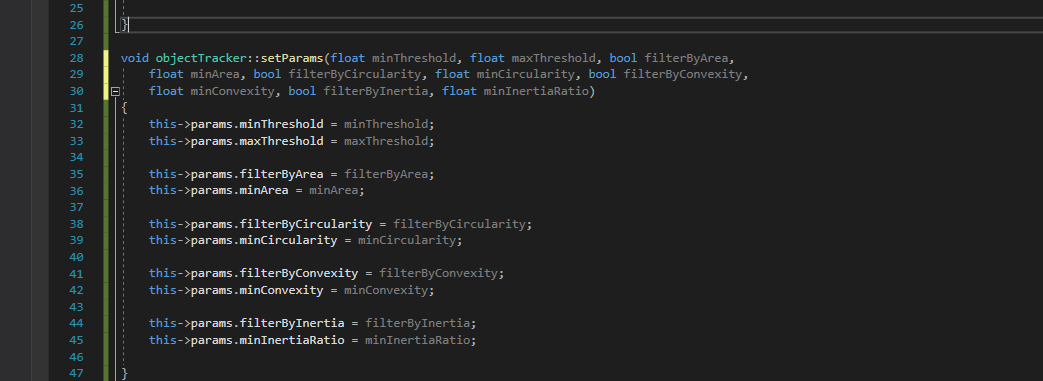 25
26 }
27
28 void objectTracker::setParams(float minThreshold, float maxThreshold, bool filterByArea,
29 float minArea, bool filterByCircularity, float minCircularity, bool filterByConvexity,
30 float minConvexity, bool filterByInertia, float minInertiaRatio)
31 {
32 this->params.minThreshold = minThreshold;
33 this->params.maxThreshold = maxThreshold;
34
35 this->params.filterByArea = filterByArea;
36 this->params.minArea = minArea;
37
38 this->params.filterByCircularity = filterByCircularity;
39 this->params.minCircularity = minCircularity;
40
41 this->params.filterByConvexity = filterByConvexity;
42 this->params.minConvexity = minConvexity;
43
44 this->params.filterByInertia = filterByInertia;
45 this->params.minInertiaRatio = minInertiaRatio;
46
47 }